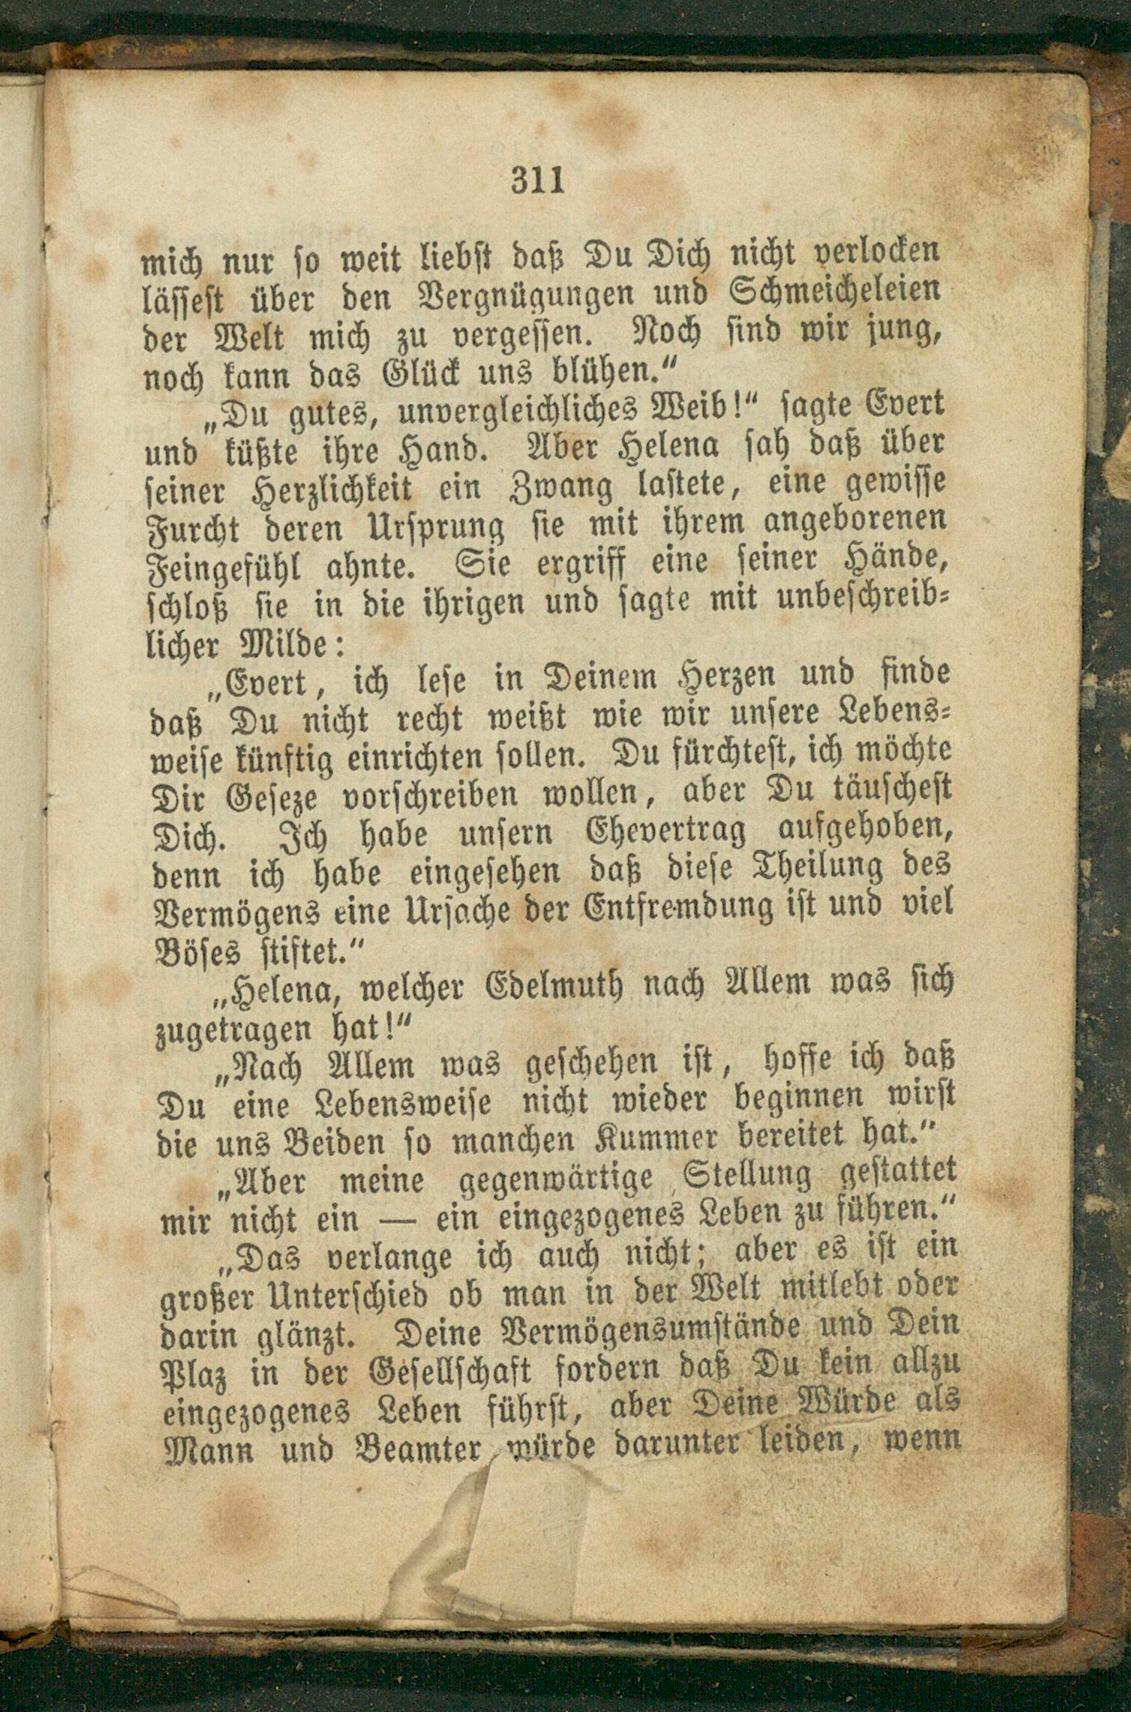 311
mich nur so weit liebst daß Du Dich nicht verlocken
lässest über den Vergnügungen und Schmeicheleien
der Welt mich zu vergessen. Noch sind wir jung,
noch kann das Glück uns blühen.“
„Du gutes, unvergleichliches Weib!“ sagte Evert
und küßte ihre Hand. Aber Helena sah daß über
seiner Herzlichkeit ein Zwang lastete, eine gewisse
Furcht deren Ursprung sie mit ihrem angeborenen
Feingefühl ahnte. Sie ergriff eine seiner Hände,
schloß sie in die ihrigen und sagte mit unbeschreib-
licher Milde:
„Evert, ich lese in Deinem Herzen und finde
daß Du nicht recht weißt wie wir unsere Lebens-
weise künftig einrichten sollen. Du fürchtest, ich möchte
Dir Geseze vorschreiben wollen, aber Du täuschest
Dich. Ich habe unsern Ehevertrag aufgehoben,
denn ich habe eingesehen daß diese Theilung des
Vermögens eine Ursache der Entfremdung ist und viel
Böses stiftet.“
„Helena, welcher Edelmuth nach Allem was sich
zugetragen hat!“
„Nach Allem was geschehen ist, hoffe ich daß
Du eine Lebensweise nicht wieder beginnen wirst
die uns Beiden so manchen Kummer bereitet hat.“
„Aber meine gegenwärtige Stellung gestattet
mir nicht ein — ein eingezogenes Leben zu führen.“
„Das verlange ich auch nicht; aber es ist ein
großer Unterschied ob man in der Welt mitlebt oder
darin glänzt. Deine Vermögensumstände und Dein
Plaz in der Gesellschaft fordern daß Du kein allzu
eingezogenes Leben führst, aber Deine Würde als
Mann und Beamter würde darunter leiden, wenn